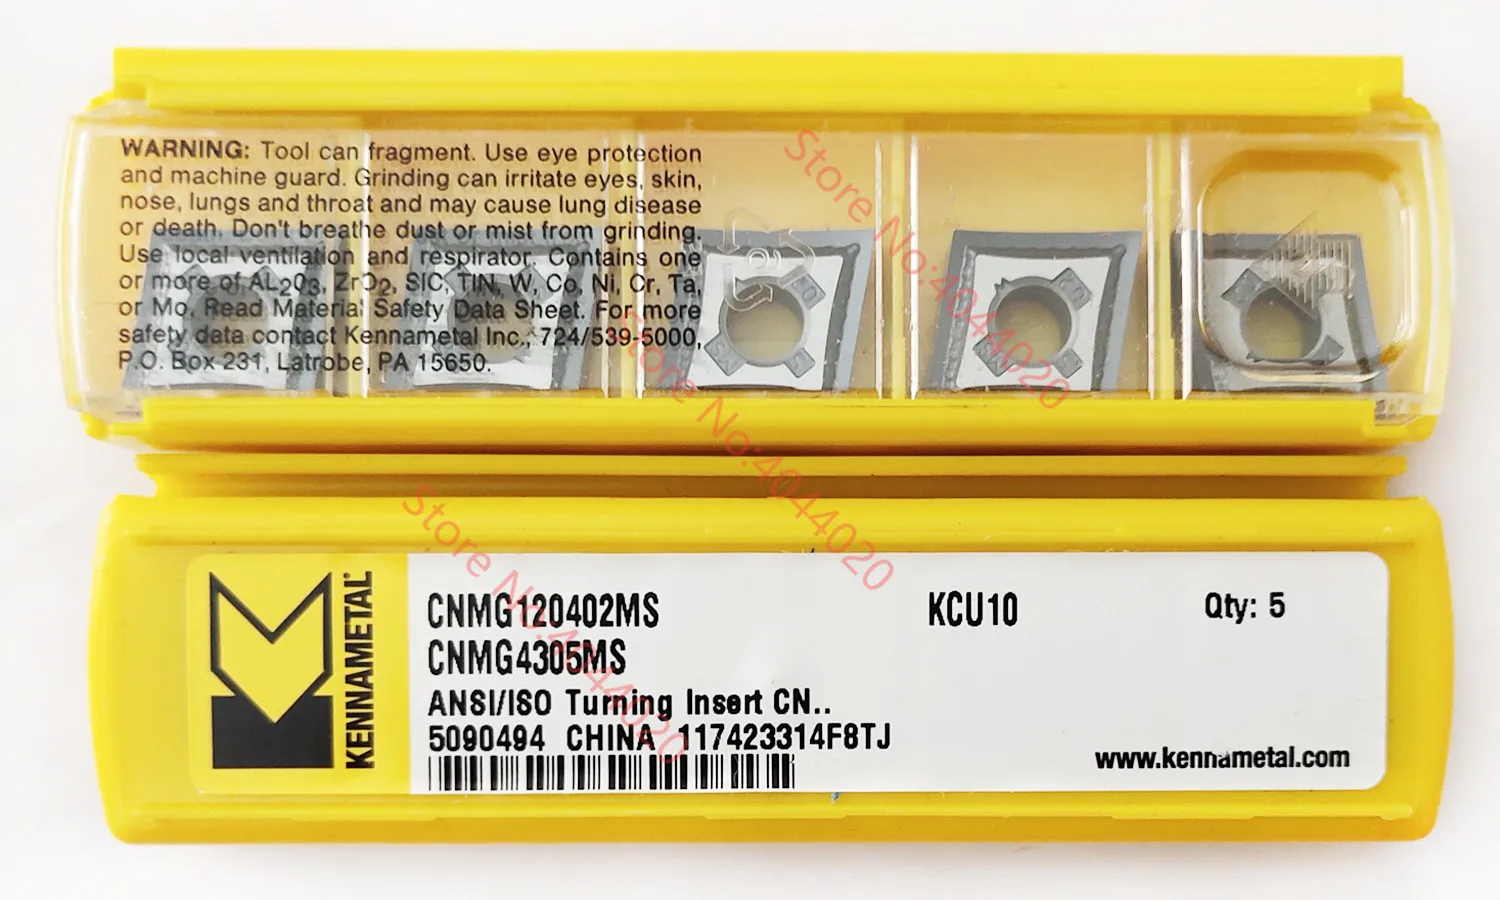 WARNING: Tool can fragment. Use eye protection
and machine guard. Grinding can irritate eyes, skin,
nose, lungs and throat and may cause lung disease
or death. Don't breathe dust or mist from grinding.
Use local ventilation and respirator. Contains one
or more of AL2O3, ZrO2, SIC, TIN, W, Co, Ni, Cr, Ta,
or Mo. Read Material Safety Data Sheet. For more
safety data contact Kennametal Inc., 724/539-5000,
P.O. Box 231, Latrobe, PA 15650.
Store No:4044020
Store No:4044020
Store No:4044020
KENNAMETAL®
CNMG120402MS KCU10 Qty: 5
CNMG4305MS
ANSI/ISO Turning Insert CN..
5090494 CHINA 117423314F8TJ
www.kennametal.com